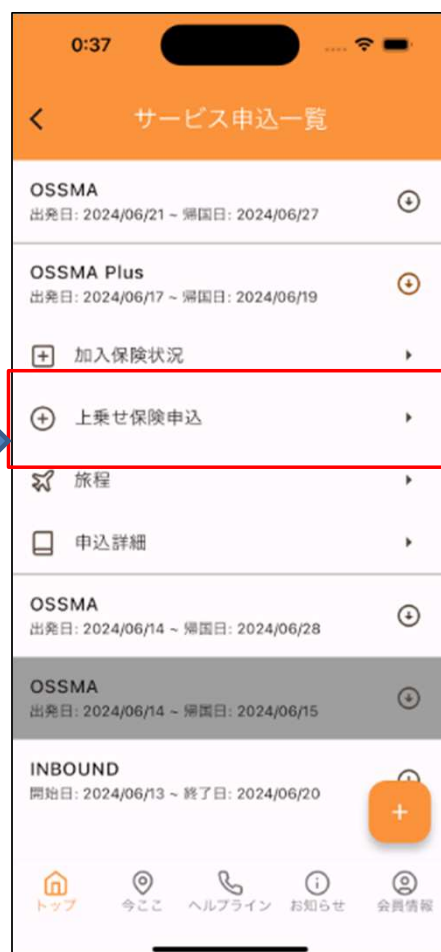 0:37
サービス申込一覧
OSSMA
出発日: 2024/06/21 ~ 帰国日: 2024/06/27
OSSMA Plus
出発日: 2024/06/17 ~ 帰国日: 2024/06/19
加入保険状況
上乗せ保険申込
旅程
申込詳細
OSSMA
出発日: 2024/06/14 ~ 帰国日: 2024/06/28
OSSMA
出発日: 2024/06/14 ~ 帰国日: 2024/06/15
INBOUND
開始日: 2024/06/13 ~ 終了日: 2024/06/20
トップ 今ここ ヘルプライン お知らせ 会員情報